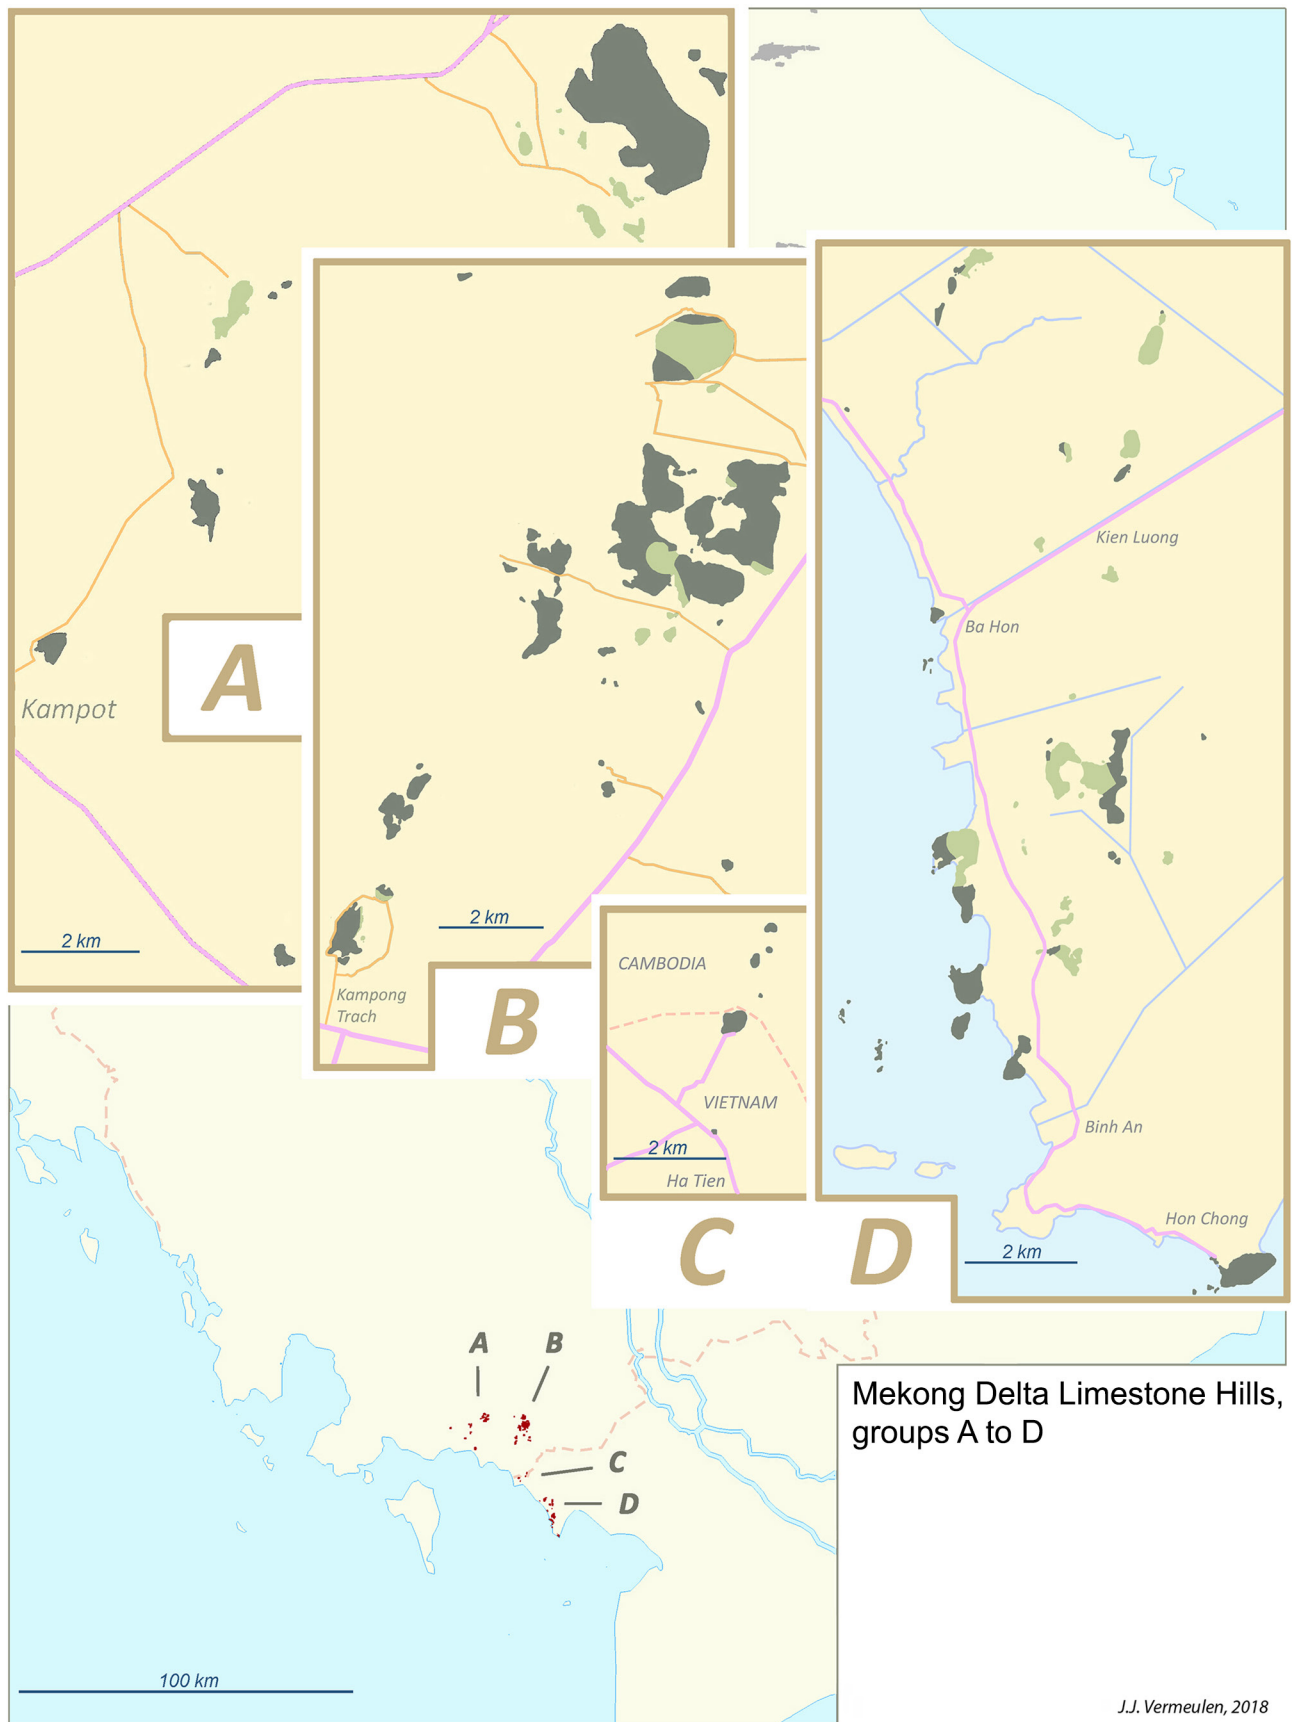 Kampot
A
2 km
2 km
Kampong
Trach
B
CAMBODIA
VIETNAM
2 km
Ha Tien
C
Kien Luong
Ba Hon
Binh An
Hon Chong
2 km
D
A
B
C
D
100 km
Mekong Delta Limestone Hills,
groups A to D
J.J. Vermeulen, 2018